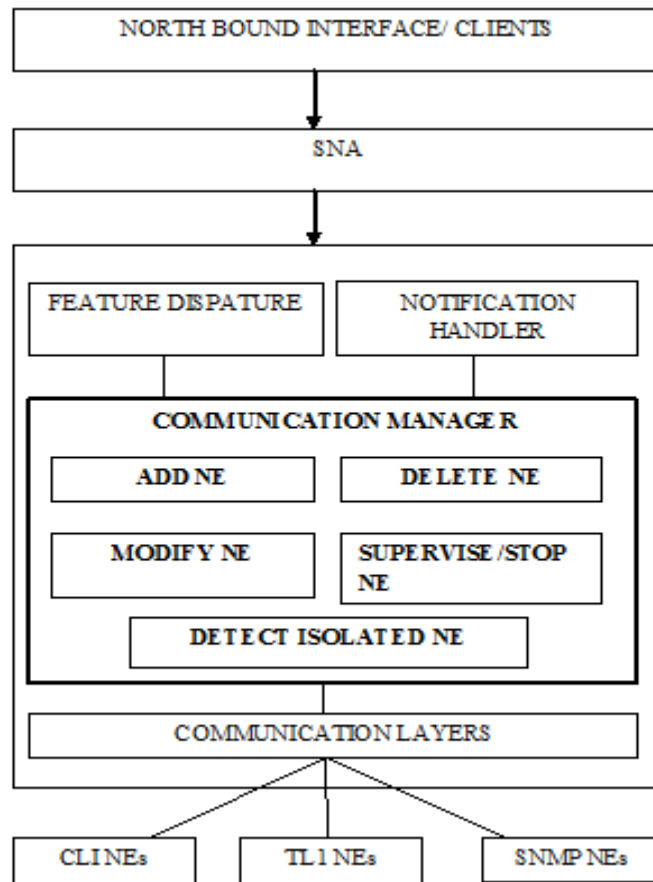 NORTH BOUND INTERFACE/ CLIENTS
SNA
FEATURE DISPATURE
NOTIFICATION
HANDLER
COMMUNICATION MANAGER
ADD NE
DELETE NE
MODIFY NE
SUPERVISE/STOP
NE
DETECT ISOLATED NE
COMMUNICATION LAYERS
CLI NEs
TL1 NEs
SNMP NEs